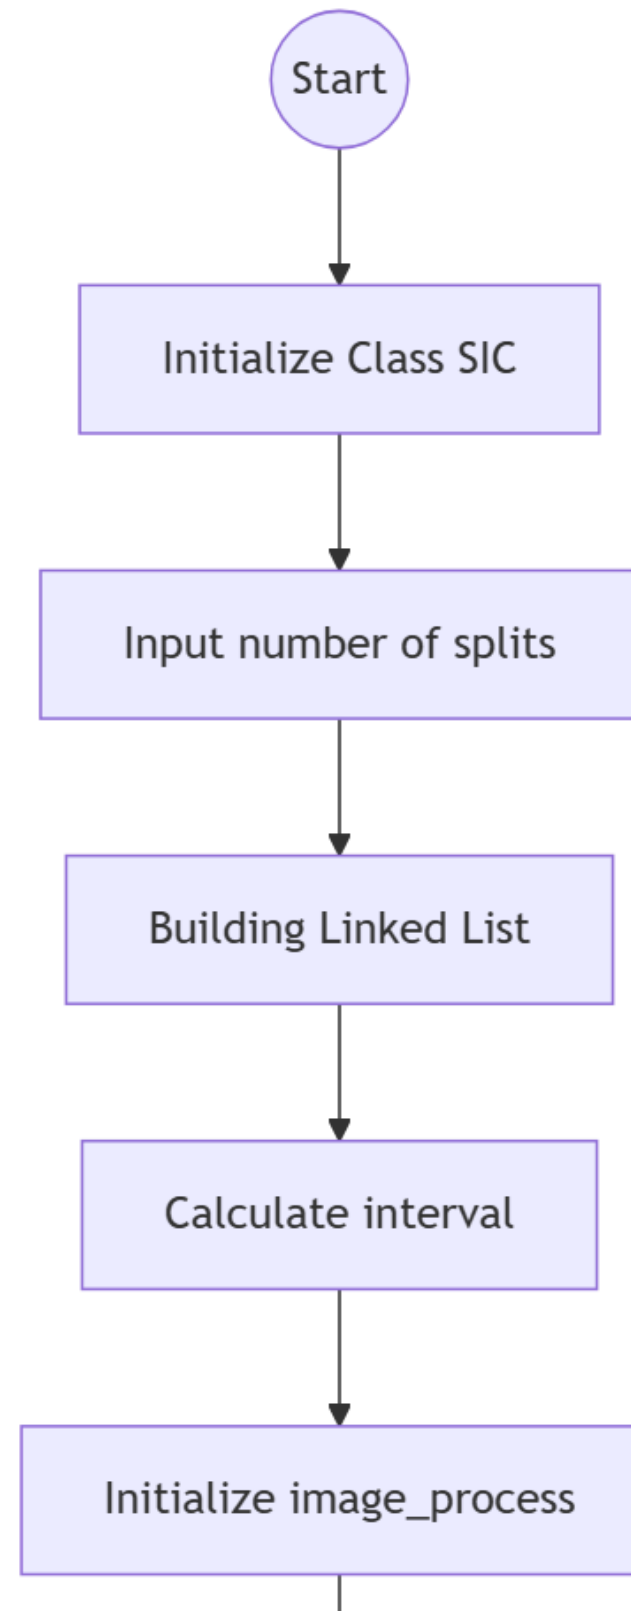 Start
Initialize Class SIC
Input number of splits
Building Linked List
Calculate interval
Initialize image_process